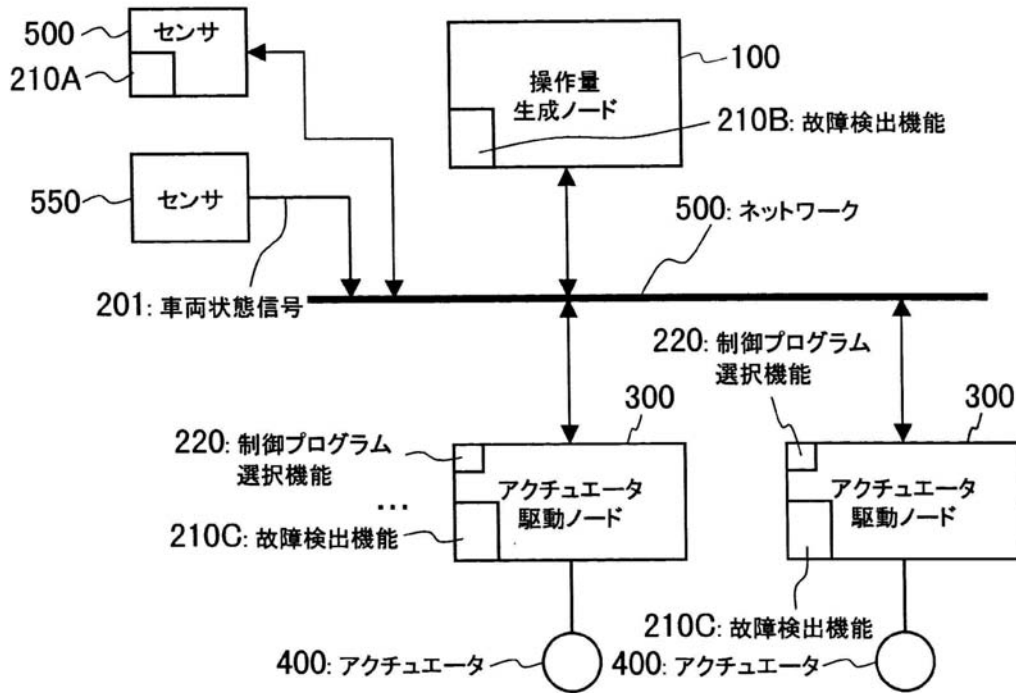 500
センサ
210A
550
センサ
201: 車両状態信号
操作量
生成ノード
100
210B: 故障検出機能
500: ネットワーク
220: 制御プログラム
選択機能
300
アクチュエータ
駆動ノード
…
210C: 故障検出機能
400: アクチュエータ
220: 制御プログラム
選択機能
300
アクチュエータ
駆動ノード
210C: 故障検出機能
400: アクチュエータ